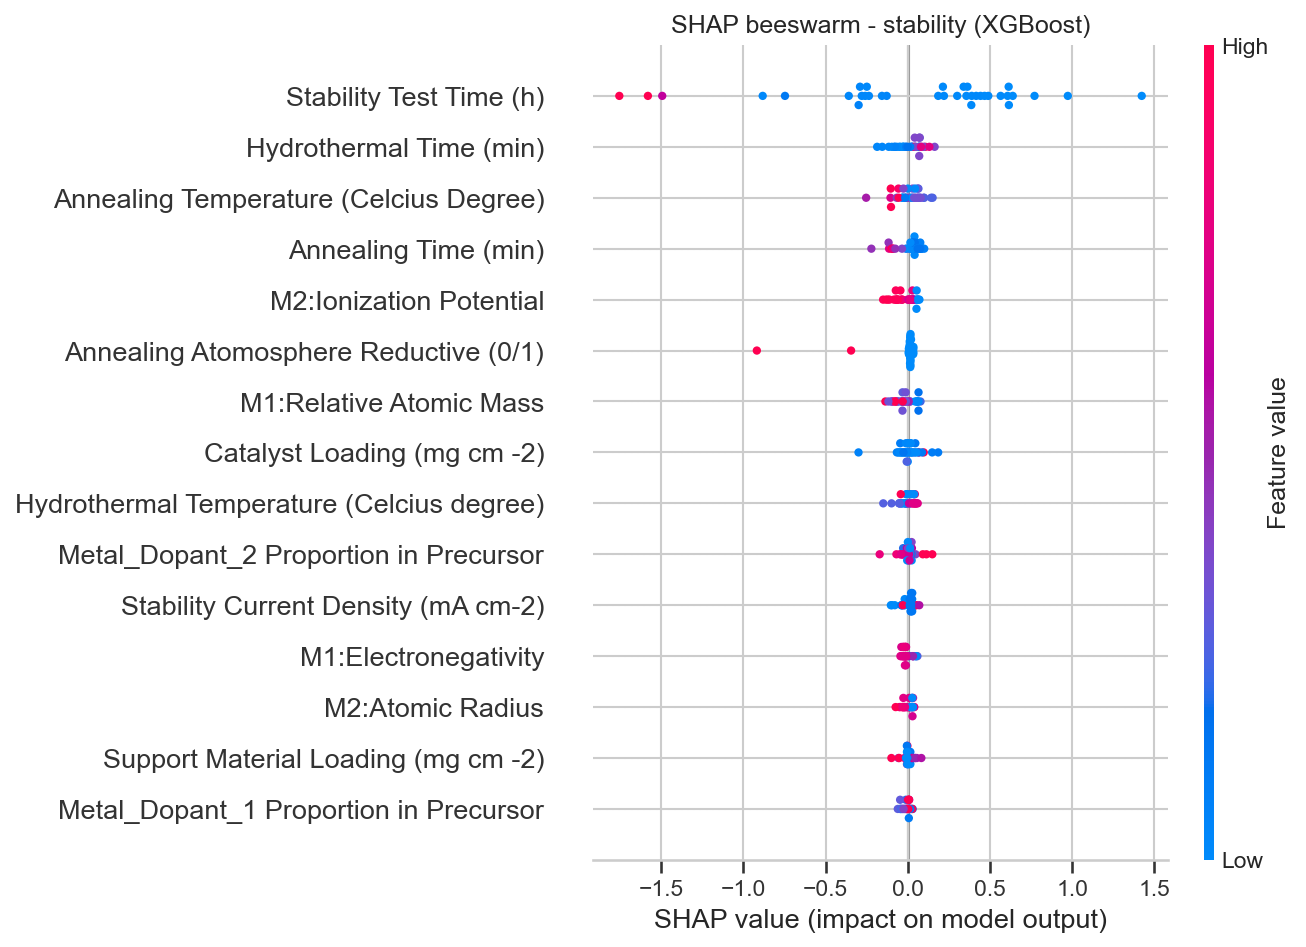 SHAP beeswarm - stability (XGBoost)
High
Stability Test Time (h)
Hydrothermal Time (min)
Annealing Temperature (Celcius Degree)
Annealing Time (min)
M2:Ionization Potential
Annealing Atomosphere Reductive (0/1)
M1:Relative Atomic Mass
Catalyst Loading (mg cm -2)
Hydrothermal Temperature (Celcius degree)
Metal_Dopant_2 Proportion in Precursor
Stability Current Density (mA cm-2)
M1:Electronegativity
M2:Atomic Radius
Support Material Loading (mg cm -2)
Metal_Dopant_1 Proportion in Precursor
Feature value
Low
−1.5 −1.0 −0.5 0.0 0.5 1.0 1.5
SHAP value (impact on model output)